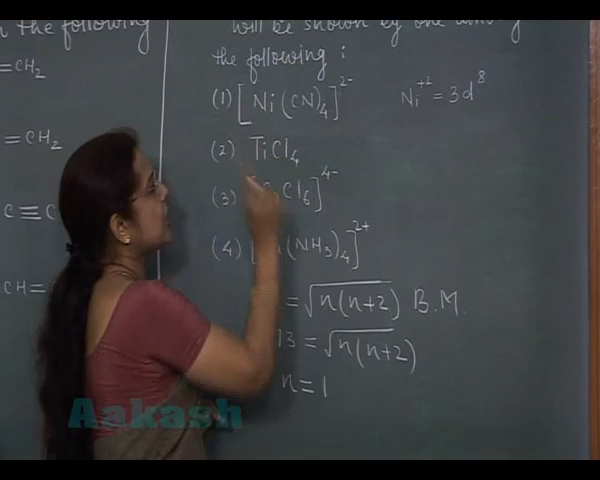 the following
=CH₂
=CH₂
C≡C
CH=
will be shown by one
the following :
(1) [Ni(CN)₄]²⁻ Ni⁺² = 3d⁸
(2) TiCl₄
(3) Cl₆]⁴⁻
(4) [ (NH₃)₄]²⁺
= √n(n+2) B.M.
73 = √n(n+2)
n = 1
Aakash